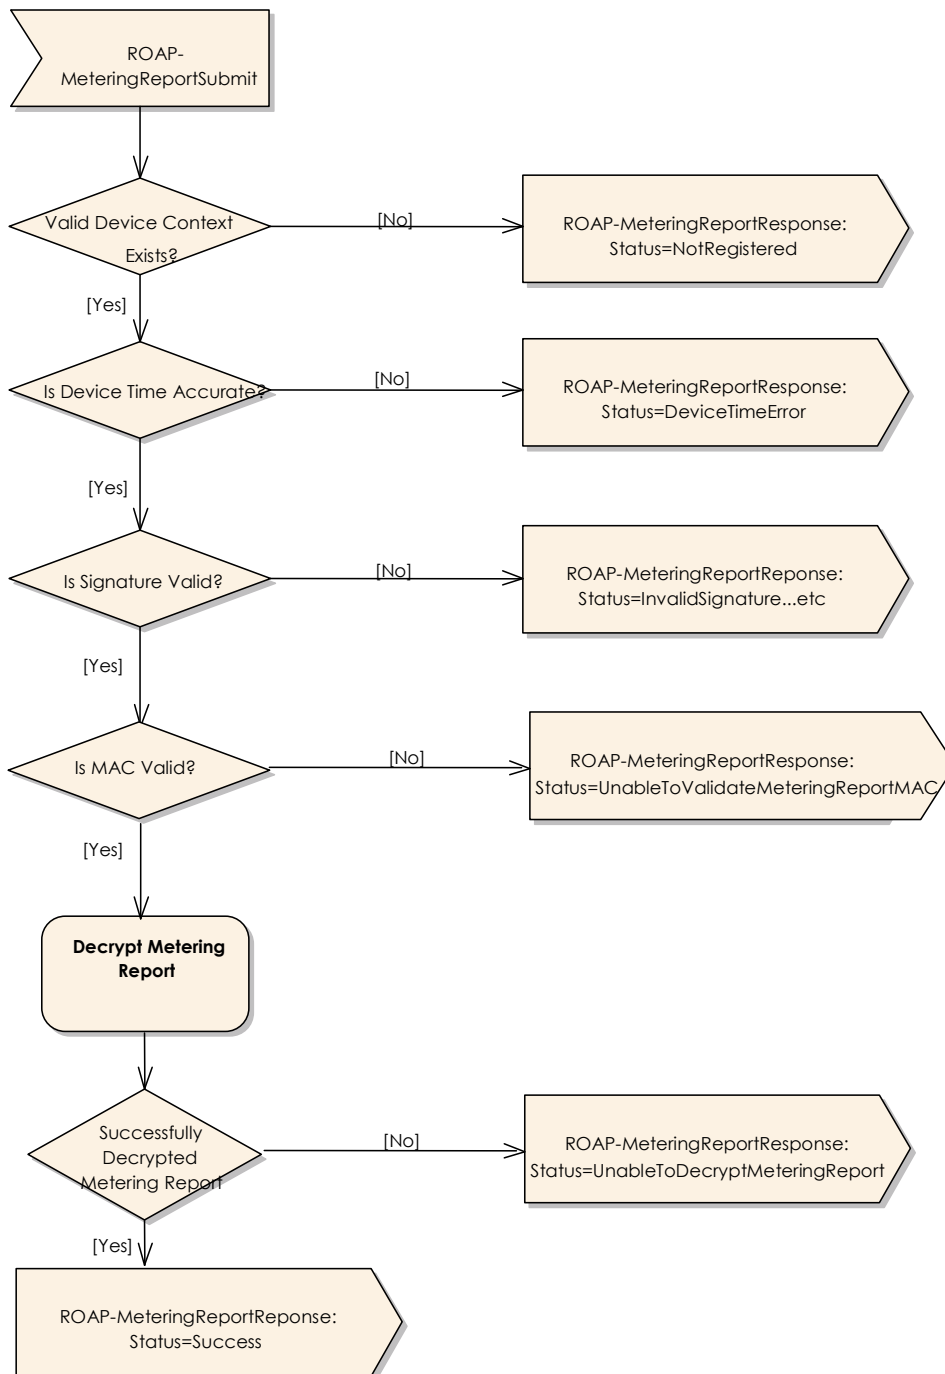 ROAP-
MeteringReportSubmit
Valid Device Context
Exists?
[No]
ROAP-MeteringReportResponse:
Status=NotRegistered
[Yes]
Is Device Time Accurate?
[No]
ROAP-MeteringReportResponse:
Status=DeviceTimeError
[Yes]
Is Signature Valid?
[No]
ROAP-MeteringReportReponse:
Status=InvalidSignature...etc
[Yes]
Is MAC Valid?
[No]
ROAP-MeteringReportResponse:
Status=UnableToValidateMeteringReportMAC
[Yes]
Decrypt Metering
Report
Successfully
Decrypted
Metering Report
[No]
ROAP-MeteringReportResponse:
Status=UnableToDecryptMeteringReport
[Yes]
ROAP-MeteringReportReponse:
Status=Success